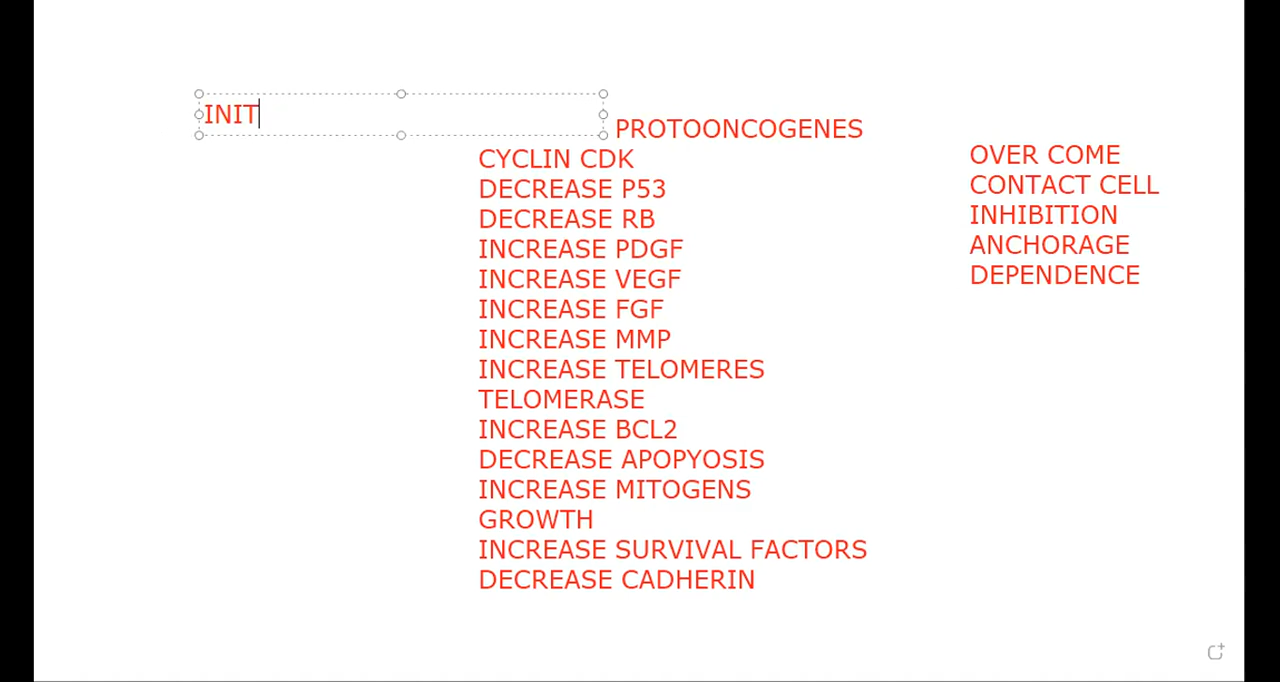 INIT
PROTOONCOGENES
CYCLIN CDK
DECREASE P53
DECREASE RB
INCREASE PDGF
INCREASE VEGF
INCREASE FGF
INCREASE MMP
INCREASE TELOMERES
TELOMERASE
INCREASE BCL2
DECREASE APOPYOSIS
INCREASE MITOGENS
GROWTH
INCREASE SURVIVAL FACTORS
DECREASE CADHERIN
OVER COME
CONTACT CELL
INHIBITION
ANCHORAGE
DEPENDENCE